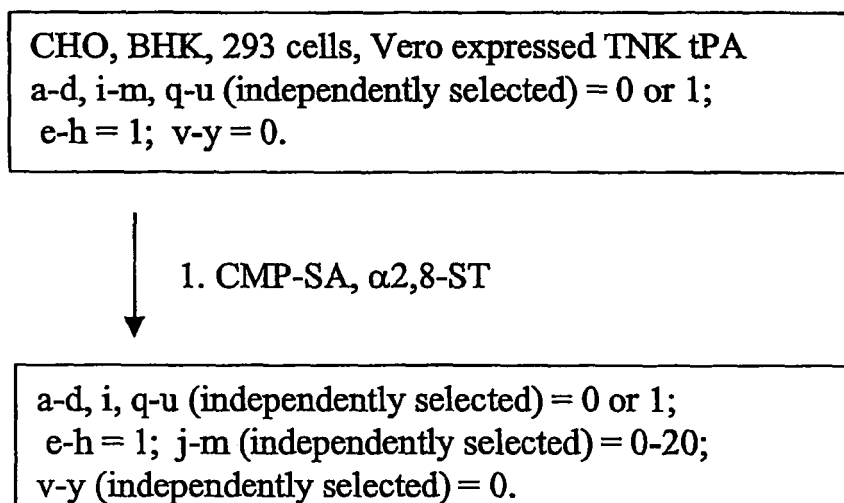 CHO, BHK, 293 cells, Vero expressed TNK tPA
a-d, i-m, q-u (independently selected) = 0 or 1;
e-h = 1; v-y = 0.
1. CMP-SA, α2,8-ST
a-d, i, q-u (independently selected) = 0 or 1;
e-h = 1; j-m (independently selected) = 0-20;
v-y (independently selected) = 0.